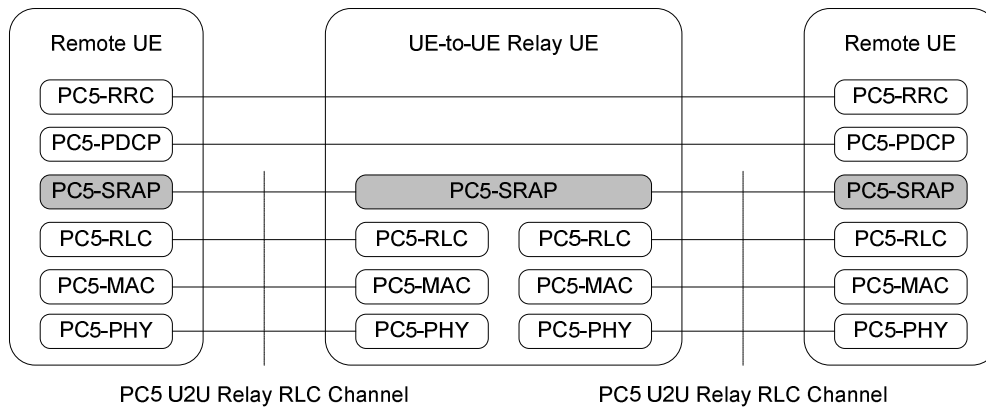 Remote UE
UE-to-UE Relay UE
Remote UE
PC5-RRC
PC5-RRC
PC5-PDCP
PC5-PDCP
PC5-SRAP
PC5-SRAP
PC5-SRAP
PC5-RLC
PC5-RLC
PC5-RLC
PC5-RLC
PC5-MAC
PC5-MAC
PC5-MAC
PC5-MAC
PC5-PHY
PC5-PHY
PC5-PHY
PC5-PHY
PC5 U2U Relay RLC Channel
PC5 U2U Relay RLC Channel